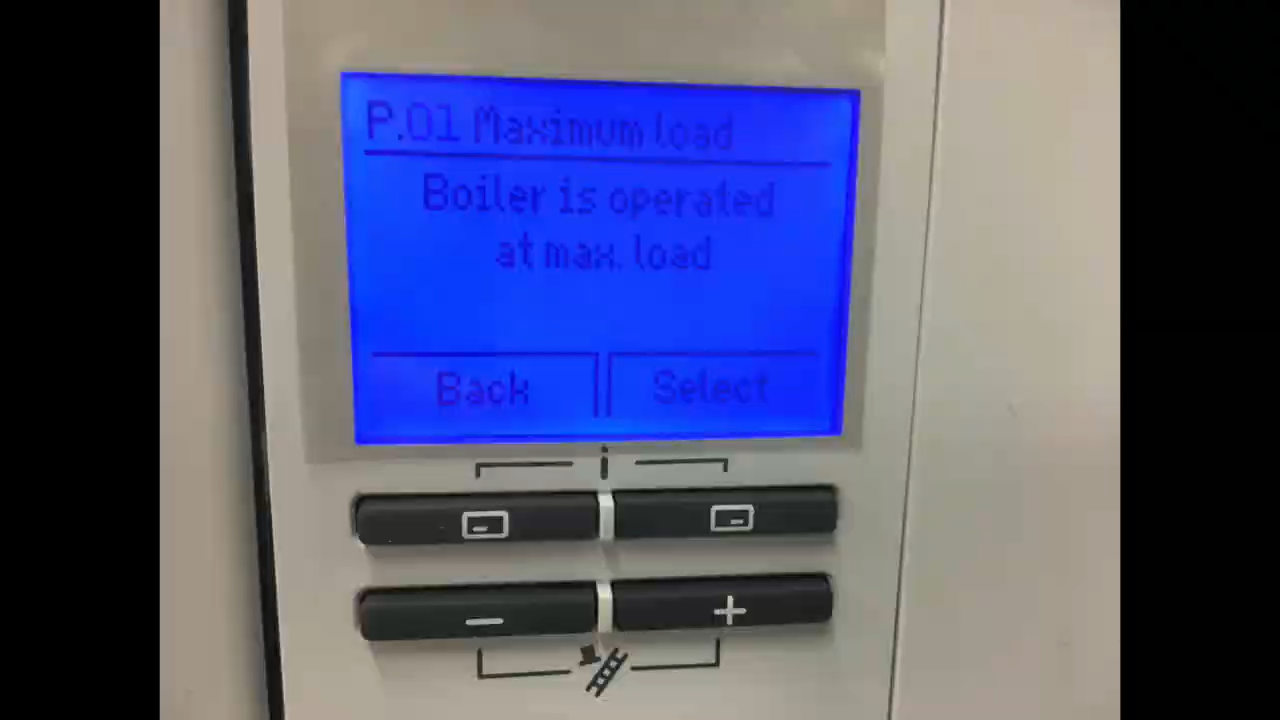 P.01 Maximum load
Boiler is operated
at max. load
Back Select
i
- +